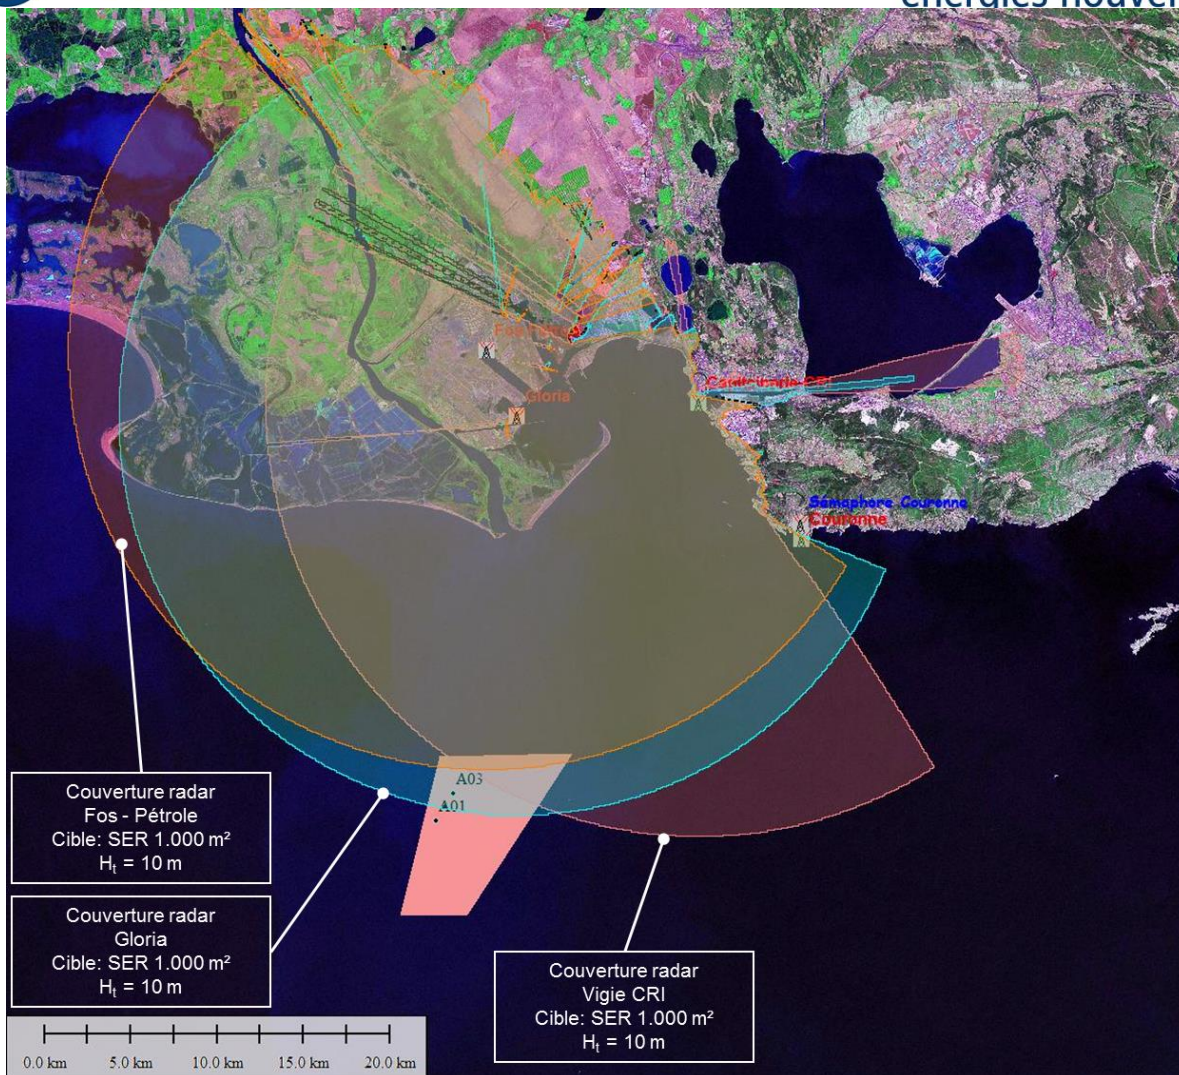 énergies nouvel
Gloria
Sémaphore Couronne
Couronne
A03
A01
Couverture radar
Fos - Pétrole
Cible: SER 1.000 m²
Hₜ = 10 m
Couverture radar
Gloria
Cible: SER 1.000 m²
Hₜ = 10 m
Couverture radar
Vigie CRI
Cible: SER 1.000 m²
Hₜ = 10 m
0.0 km 5.0 km 10.0 km 15.0 km 20.0 km